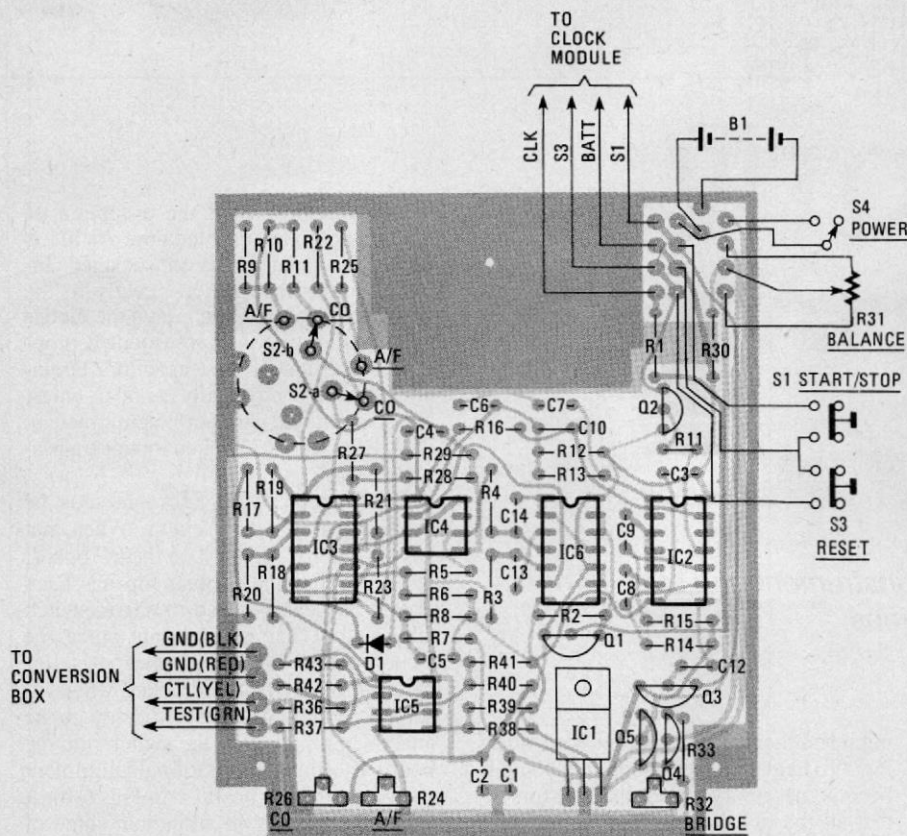 TO
CLOCK
MODULE
CLK
S3
BATT
S1
B1
S4
POWER
R31
BALANCE
R9
R10
R11
R22
R25
A/F
CO
S2-b
A/F
S2-a
CO
R1
R30
S1 START/STOP
S3
RESET
C6
C7
Q2
C4
R16
C10
R11
R27
R29
R12
R28
R13
C3
R17
R19
R21
R4
C14
C9
IC3
IC4
IC6
IC2
R20
R18
R23
R5
R6
R8
R7
R3
C13
C8
R2
R15
R14
Q1
D1
C5
C12
TO
CONVERSION
BOX
GND(BLK)
GND(RED)
CTL(YEL)
TEST(GRN)
R43
R42
R36
R37
IC5
R41
R40
R39
R38
IC1
Q3
Q5
R33
Q4
C2
C1
R26
CO
R24
A/F
R32
BRIDGE